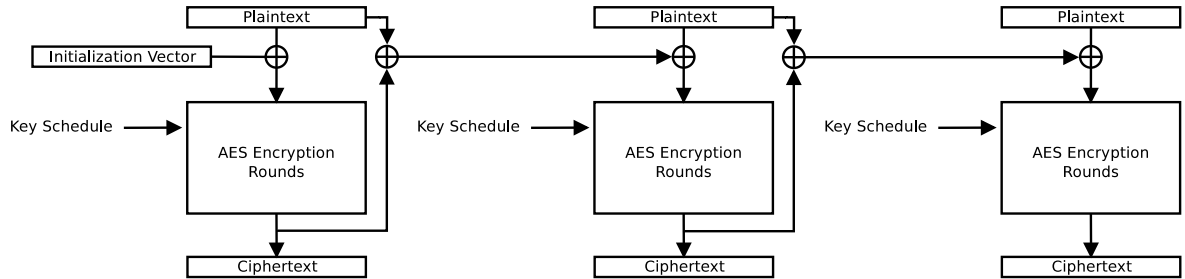 Plaintext
Plaintext
Plaintext
Initialization Vector
Key Schedule
AES Encryption
Rounds
Key Schedule
AES Encryption
Rounds
Key Schedule
AES Encryption
Rounds
Ciphertext
Ciphertext
Ciphertext